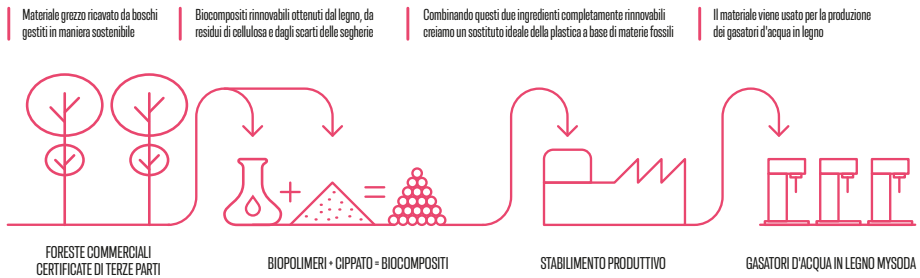 Materiale grezzo ricavato da boschi
gestiti in maniera sostenibile
Biocompositi rinnovabili ottenuti dal legno, da
residui di cellulosa e dagli scarti delle segherie
Combinando questi due ingredienti completamente rinnovabili
creiamo un sostituto ideale della plastica a base di materie fossili
Il materiale viene usato per la produzione
dei gasatori d'acqua in legno
+
=
FORESTE COMMERCIALI
CERTIFICATE DI TERZE PARTI
BIOPOLIMERI + CIPPATO = BIOCOMPOSITI
STABILIMENTO PRODUTTIVO
GASATORI D'ACQUA IN LEGNO MYSODA